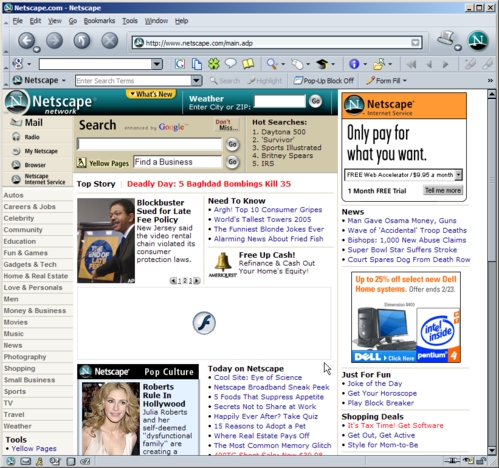 Netscape.com - Netscape
File Edit View Go Bookmarks Tools Window Help
http://www.netscape.com/main.adp
Netscape Enter Search Terms Search Highlight Pop-Up Block Off Form Fill
Netscape
network
What's New
Weather
Enter City or ZIP: Go
Mail
Radio
My Netscape
Browser
Netscape
Internet Service
Autos
Careers & Jobs
Celebrity
Community
Education
Fun & Games
Gadgets & Tech
Home & Real Estate
Love & Personals
Men
Money & Business
Movies
Music
News
Photography
Shopping
Small Business
Sports
TV
Travel
Weather
Tools
Yellow Pages
Search enhanced by Google
Don't
Miss...
Go
Yellow Pages Find a Business Go
Hot Searches:
1. Daytona 500
2. 'Survivor'
3. Sports Illustrated
4. Britney Spears
5. IRS
Top Story Deadly Day: 5 Baghdad Bombings Kill 35
END OF
LATE
FEES
Blockbuster
Sued for Late
Fee Policy
New Jersey said
the video rental
chain violated its
consumer
protection laws.
1 2 3
Need To Know
Argh! Top 10 Consumer Gripes
World's Tallest Towers 2005
The Funniest Blonde Jokes Ever
Alarming News About Fried Fish
AMERIQUEST
Free Up Cash!
Refinance & Cash Out
Your Home's Equity!
Netscape Pop Culture
Roberts
Rule In
Hollywood
Julia Roberts and
her self-deemed
"dysfunctional
family" are
creating a
Today on Netscape
Cool Site: Eye of Science
Netscape Broadband Sneak Peek
5 Foods That Suppress Appetite
Secrets Not to Share at Work
Happily Ever After? Take Quiz
15 Reasons to Adopt a Pet
Where Real Estate Pays Off
The Most Common Memory Glitch
Netscape
Internet Service
Only pay for
what you want.
FREE Web Accelerator / $9.95 a month
1 Month FREE Trial Tell me more
News
Man Gave Osama Money, Guns
Wave of 'Accidental' Troop Deaths
Bishops: 1,000 New Abuse Claims
Super Bowl Star Suffers Stroke
Court Spares Dog From Death Row
Up to 25% off select new Dell
Home systems. Offer ends 2/23.
Dimension 8400
DELL Click Here
intel
inside
pentium 4
Just For Fun
Joke of the Day
Get Your Horoscope
Play Block Breaker
Shopping Deals
It's Tax Time! Get Software
Get Out, Get Active
Style for Mom-to-Be